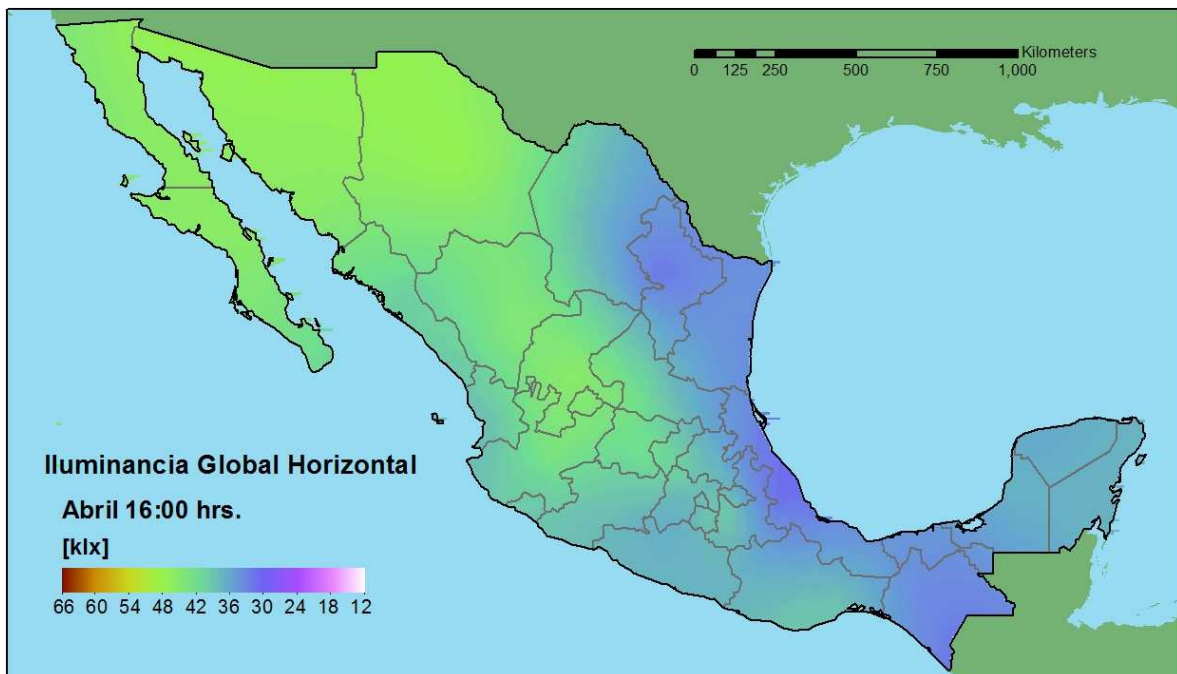 Kilometers
0 125 250 500 750 1,000
Iluminancia Global Horizontal
Abril 16:00 hrs.
[klx]
66 60 54 48 42 36 30 24 18 12